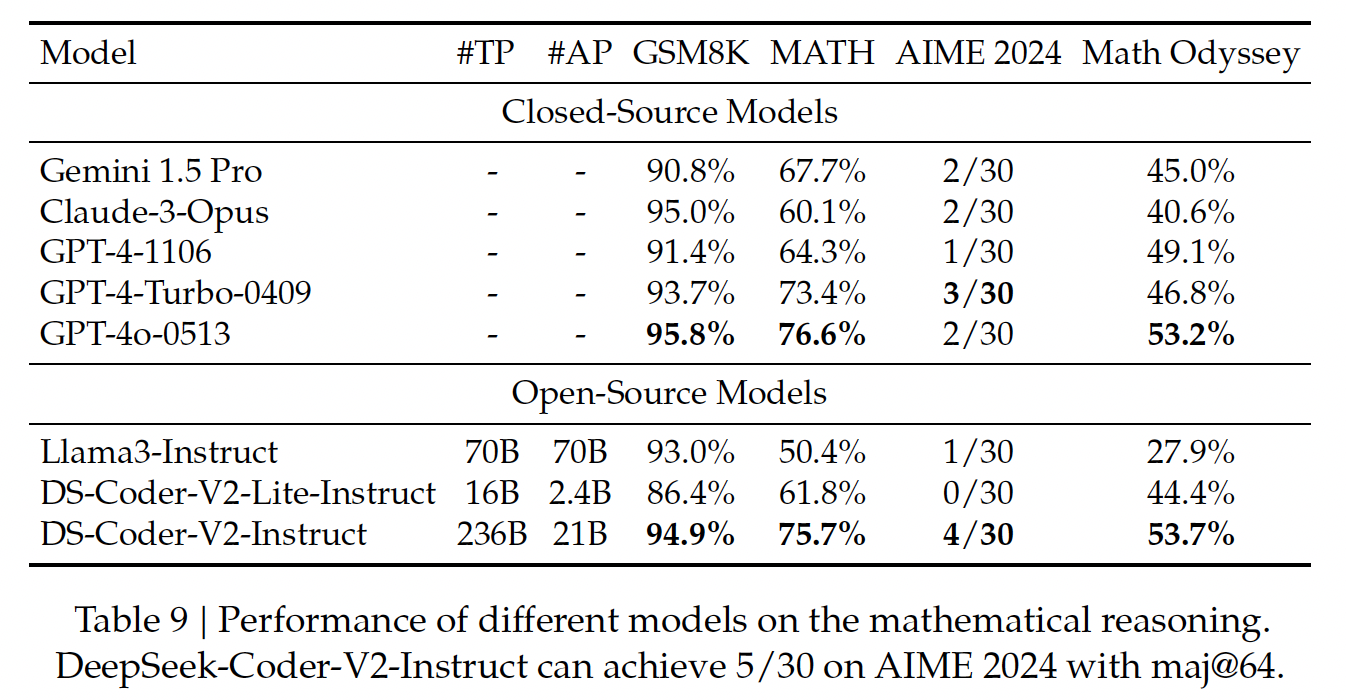 Model #TP #AP GSM8K MATH AIME 2024 Math Odyssey
Closed-Source Models
Gemini 1.5 Pro - - 90.8% 67.7% 2/30 45.0%
Claude-3-Opus - - 95.0% 60.1% 2/30 40.6%
GPT-4-1106 - - 91.4% 64.3% 1/30 49.1%
GPT-4-Turbo-0409 - - 93.7% 73.4% 3/30 46.8%
GPT-4o-0513 - - 95.8% 76.6% 2/30 53.2%
Open-Source Models
Llama3-Instruct 70B 70B 93.0% 50.4% 1/30 27.9%
DS-Coder-V2-Lite-Instruct 16B 2.4B 86.4% 61.8% 0/30 44.4%
DS-Coder-V2-Instruct 236B 21B 94.9% 75.7% 4/30 53.7%
Table 9 | Performance of different models on the mathematical reasoning.
DeepSeek-Coder-V2-Instruct can achieve 5/30 on AIME 2024 with maj@64.